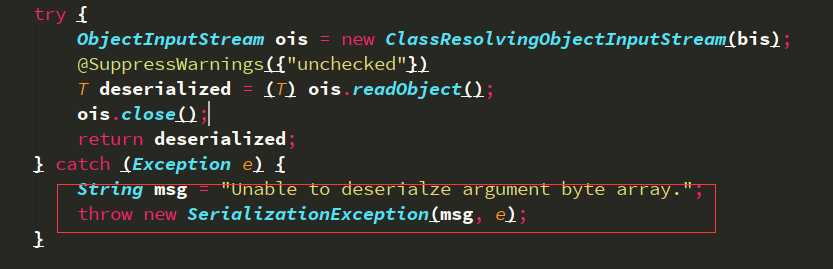 try {
ObjectInputStream ois = new ClassResolvingObjectInputStream(bis);
@SuppressWarnings({"unchecked"})
T deserialized = (T) ois.readObject();
ois.close();
return deserialized;
} catch (Exception e) {
String msg = "Unable to deserialze argument byte array.";
throw new SerializationException(msg, e);
}